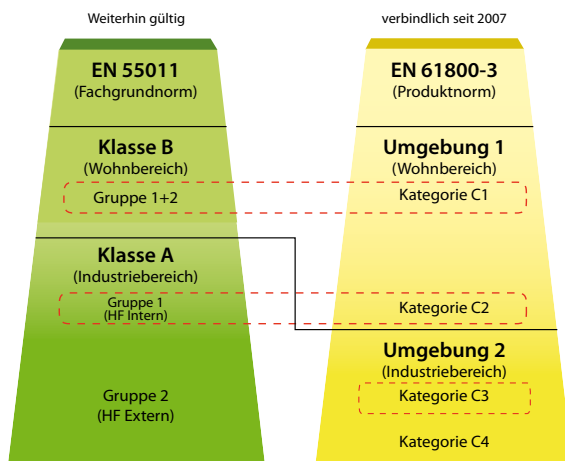 Weiterhin gültig
EN 55011
(Fachgrundnorm)
Klasse B
(Wohnbereich)
Gruppe 1+2
Klasse A
(Industriebereich)
Gruppe 1
(HF Intern)
Gruppe 2
(HF Extern)
verbindlich seit 2007
EN 61800-3
(Produktnorm)
Umgebung 1
(Wohnbereich)
Kategorie C1
Kategorie C2
Umgebung 2
(Industriebereich)
Kategorie C3
Kategorie C4